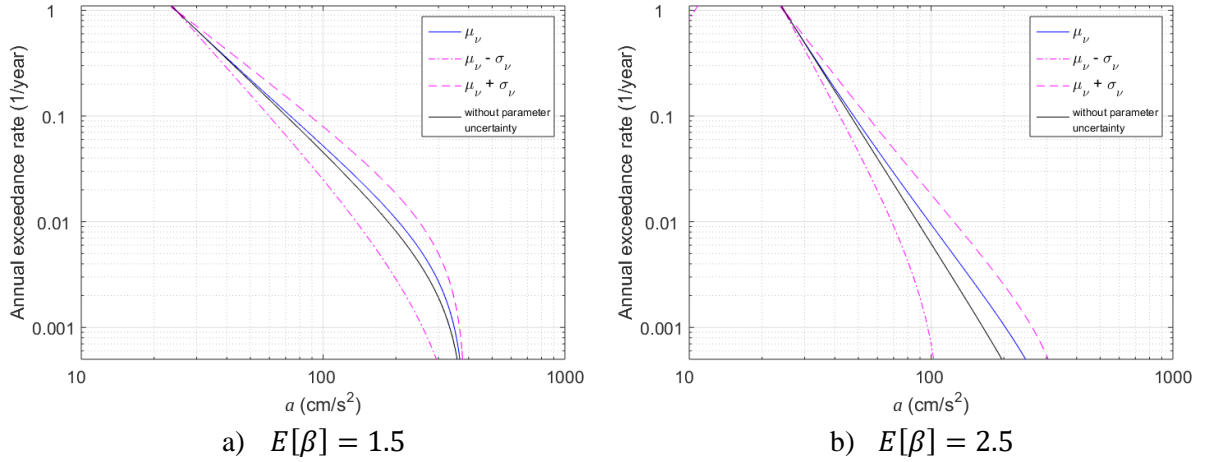 Annual exceedance rate (1/year)
1
0.1
0.01
0.001
10
100
1000
a (cm/s²)
μ_ν
μ_ν - σ_ν
μ_ν + σ_ν
without parameter
uncertainty
a) E[β] = 1.5
Annual exceedance rate (1/year)
1
0.1
0.01
0.001
10
100
1000
a (cm/s²)
μ_ν
μ_ν - σ_ν
μ_ν + σ_ν
without parameter
uncertainty
b) E[β] = 2.5